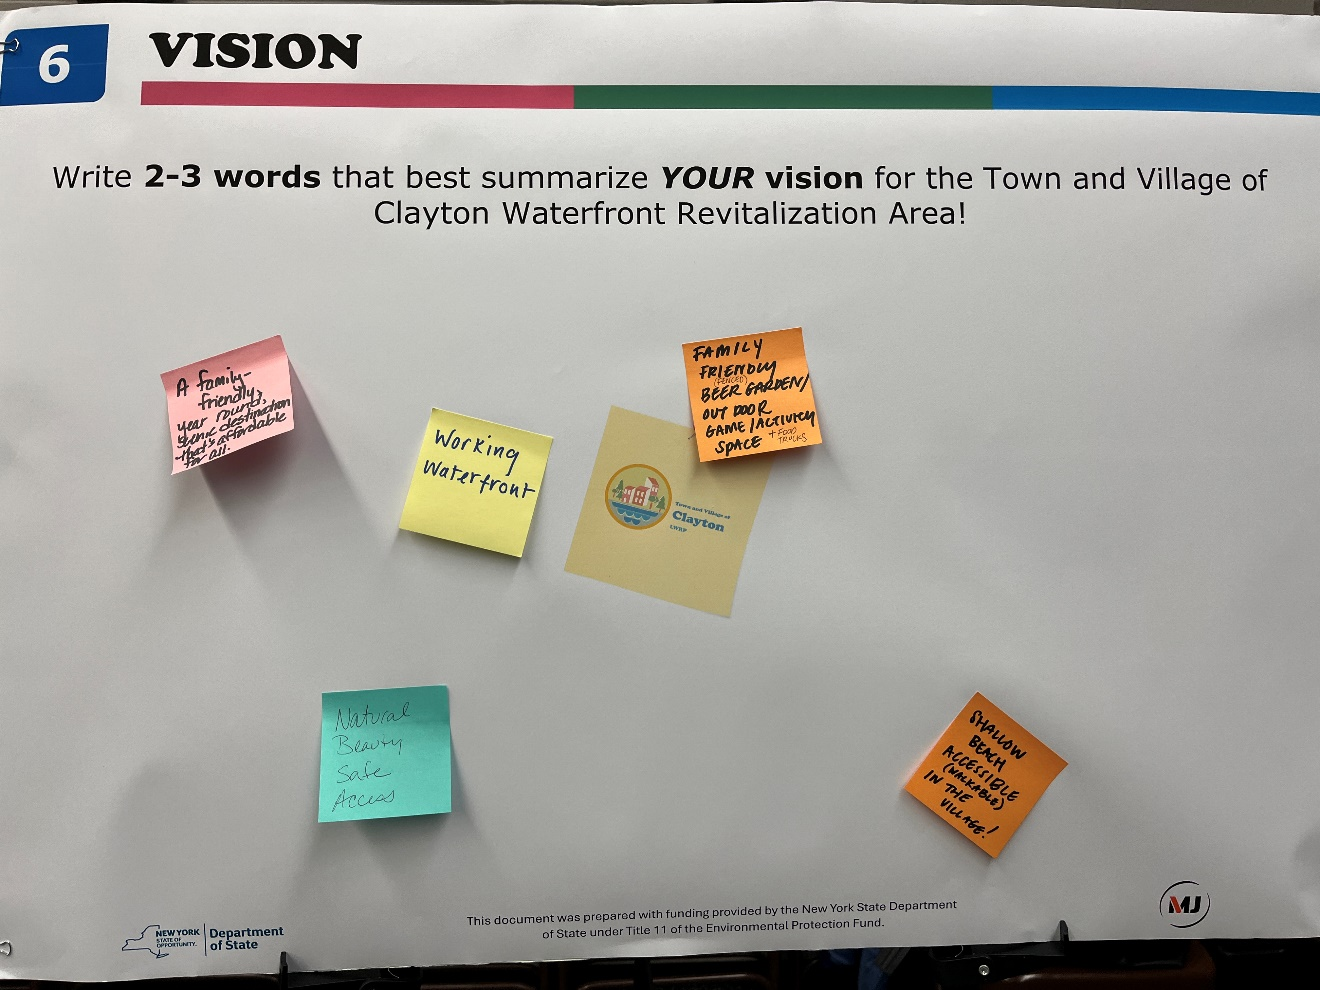 6
VISION
Write 2-3 words that best summarize YOUR vision for the Town and Village of
Clayton Waterfront Revitalization Area!
A family-
friendly,
year round,
scenic destination
that's affordable
for all.
Working
Waterfront
FAMILY
FRIENDLY
(FENCED)
BEER GARDEN/
OUT DOOR
GAME/ACTIVITY
SPACE + FOOD
TRUCKS
Town and Village of
Clayton
LWRP
Natural
Beauty
Safe
Access
SHALLOW
BEACH
ACCESSIBLE
(WALKABLE)
IN THE
VILLAGE!
This document was prepared with funding provided by the New York State Department
of State under Title 11 of the Environmental Protection Fund.
NEW YORK
STATE OF
OPPORTUNITY.
Department
of State
MJ